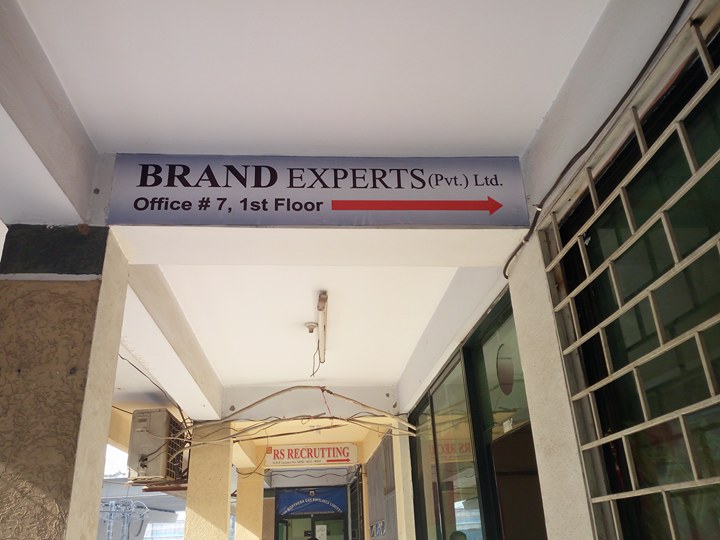 BRAND EXPERTS (Pvt.) Ltd.
Office # 7, 1st Floor
RS RECRUTTING